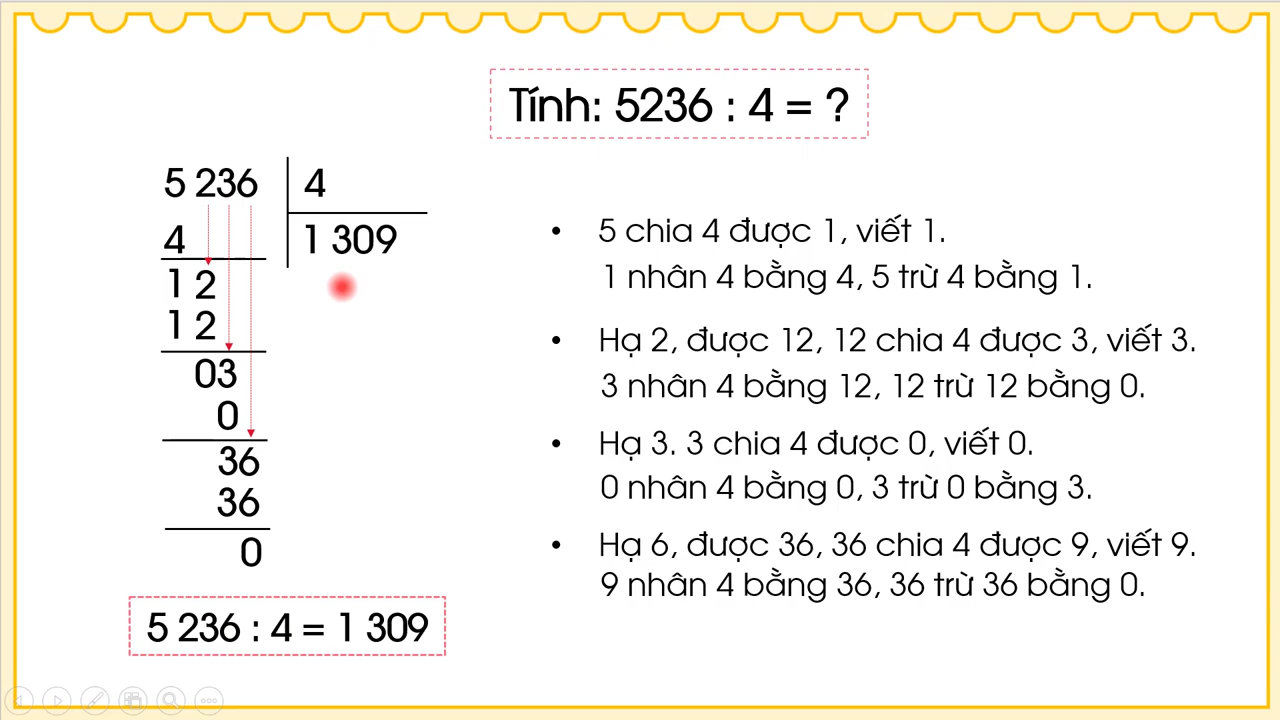 Tính: 5236 : 4 = ?
5 236 4
4 1 309
1 2
1 2
03
0
36
36
0
5 236 : 4 = 1 309
• 5 chia 4 được 1, viết 1.
1 nhân 4 bằng 4, 5 trừ 4 bằng 1.
• Hạ 2, được 12, 12 chia 4 được 3, viết 3.
3 nhân 4 bằng 12, 12 trừ 12 bằng 0.
• Hạ 3. 3 chia 4 được 0, viết 0.
0 nhân 4 bằng 0, 3 trừ 0 bằng 3.
• Hạ 6, được 36, 36 chia 4 được 9, viết 9.
9 nhân 4 bằng 36, 36 trừ 36 bằng 0.